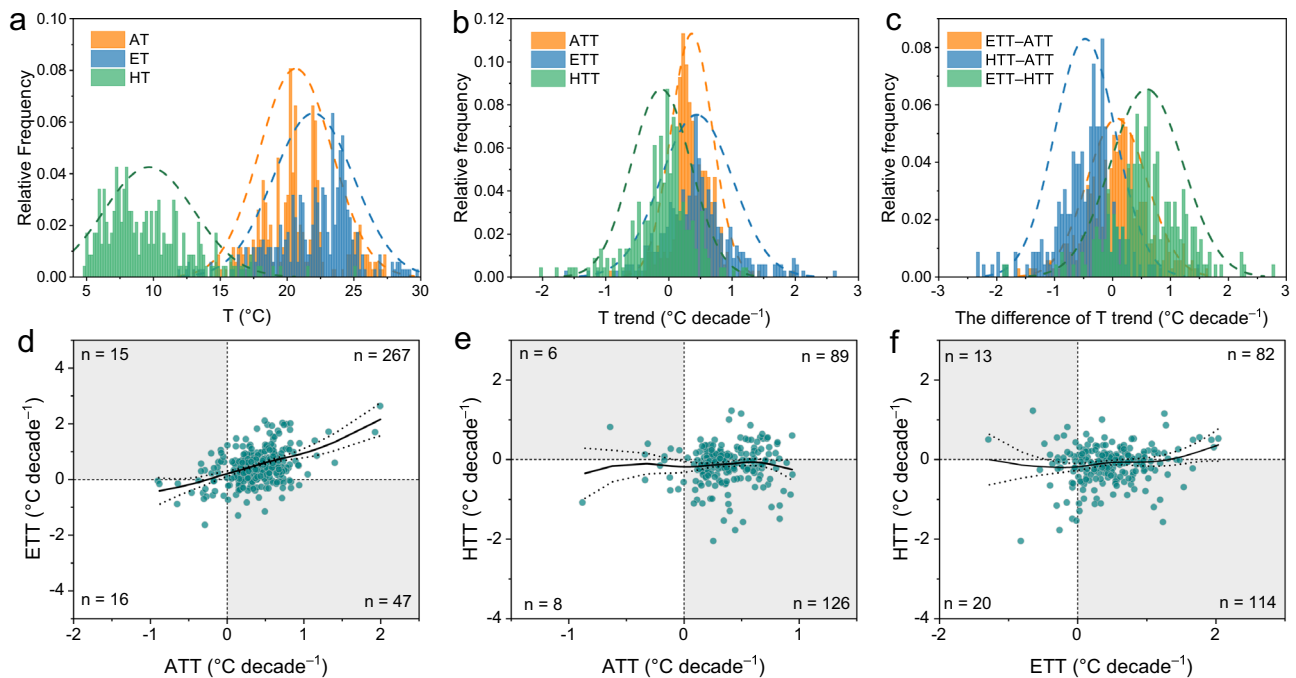 a
0.10
0.08
0.06
0.04
0.02
0.00
Relative Frequency
AT
ET
HT
5 10 15 20 25 30
T (°C)
b
0.12
0.10
0.08
0.06
0.04
0.02
0.00
Relative frequency
ATT
ETT
HTT
-2 -1 0 1 2 3
T trend (°C decade⁻¹)
c
0.08
0.06
0.04
0.02
0.00
Relative frequency
ETT–ATT
HTT–ATT
ETT–HTT
-3 -2 -1 0 1 2 3
The difference of T trend (°C decade⁻¹)
d
n = 15
n = 267
4
2
0
-2
-4
ETT (°C decade⁻¹)
n = 16
n = 47
-2 -1 0 1 2
ATT (°C decade⁻¹)
e
n = 6
n = 89
4
2
0
-2
-4
HTT (°C decade⁻¹)
n = 8
n = 126
-1 0 1
ATT (°C decade⁻¹)
f
n = 13
n = 82
4
2
0
-2
-4
HTT (°C decade⁻¹)
n = 20
n = 114
-2 0 2
ETT (°C decade⁻¹)